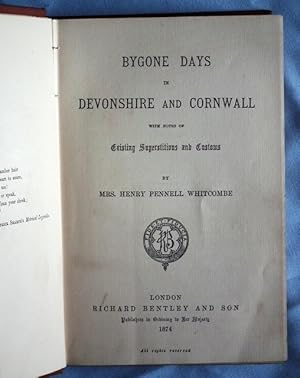 BYGONE DAYS
IN
DEVONSHIRE AND CORNWALL
WITH NOTES OF
Existing Superstitions and Customs
BY
MRS. HENRY PENNELL WHITCOMBE
LONDON
RICHARD BENTLEY AND SON
Publishers in Ordinary to Her Majesty
1874
All rights reserved